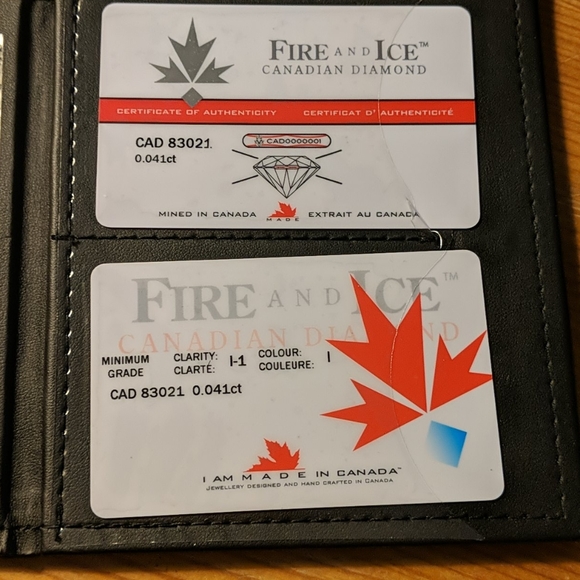 FIRE AND ICE™
CANADIAN DIAMOND
CERTIFICATE OF AUTHENTICITY CERTIFICAT D'AUTHENTICITÉ
CAD 83021
0.041ct
CAD0000001
MINED IN CANADA MADE EXTRAIT AU CANADA
FIRE AND ICE™
CANADIAN DIAMOND
MINIMUM GRADE CLARITY: CLARTÉ: I-1 COLOUR: COULEURE: I
CAD 83021 0.041ct
I AM MADE IN CANADA™
JEWELLERY DESIGNED AND HAND CRAFTED IN CANADA